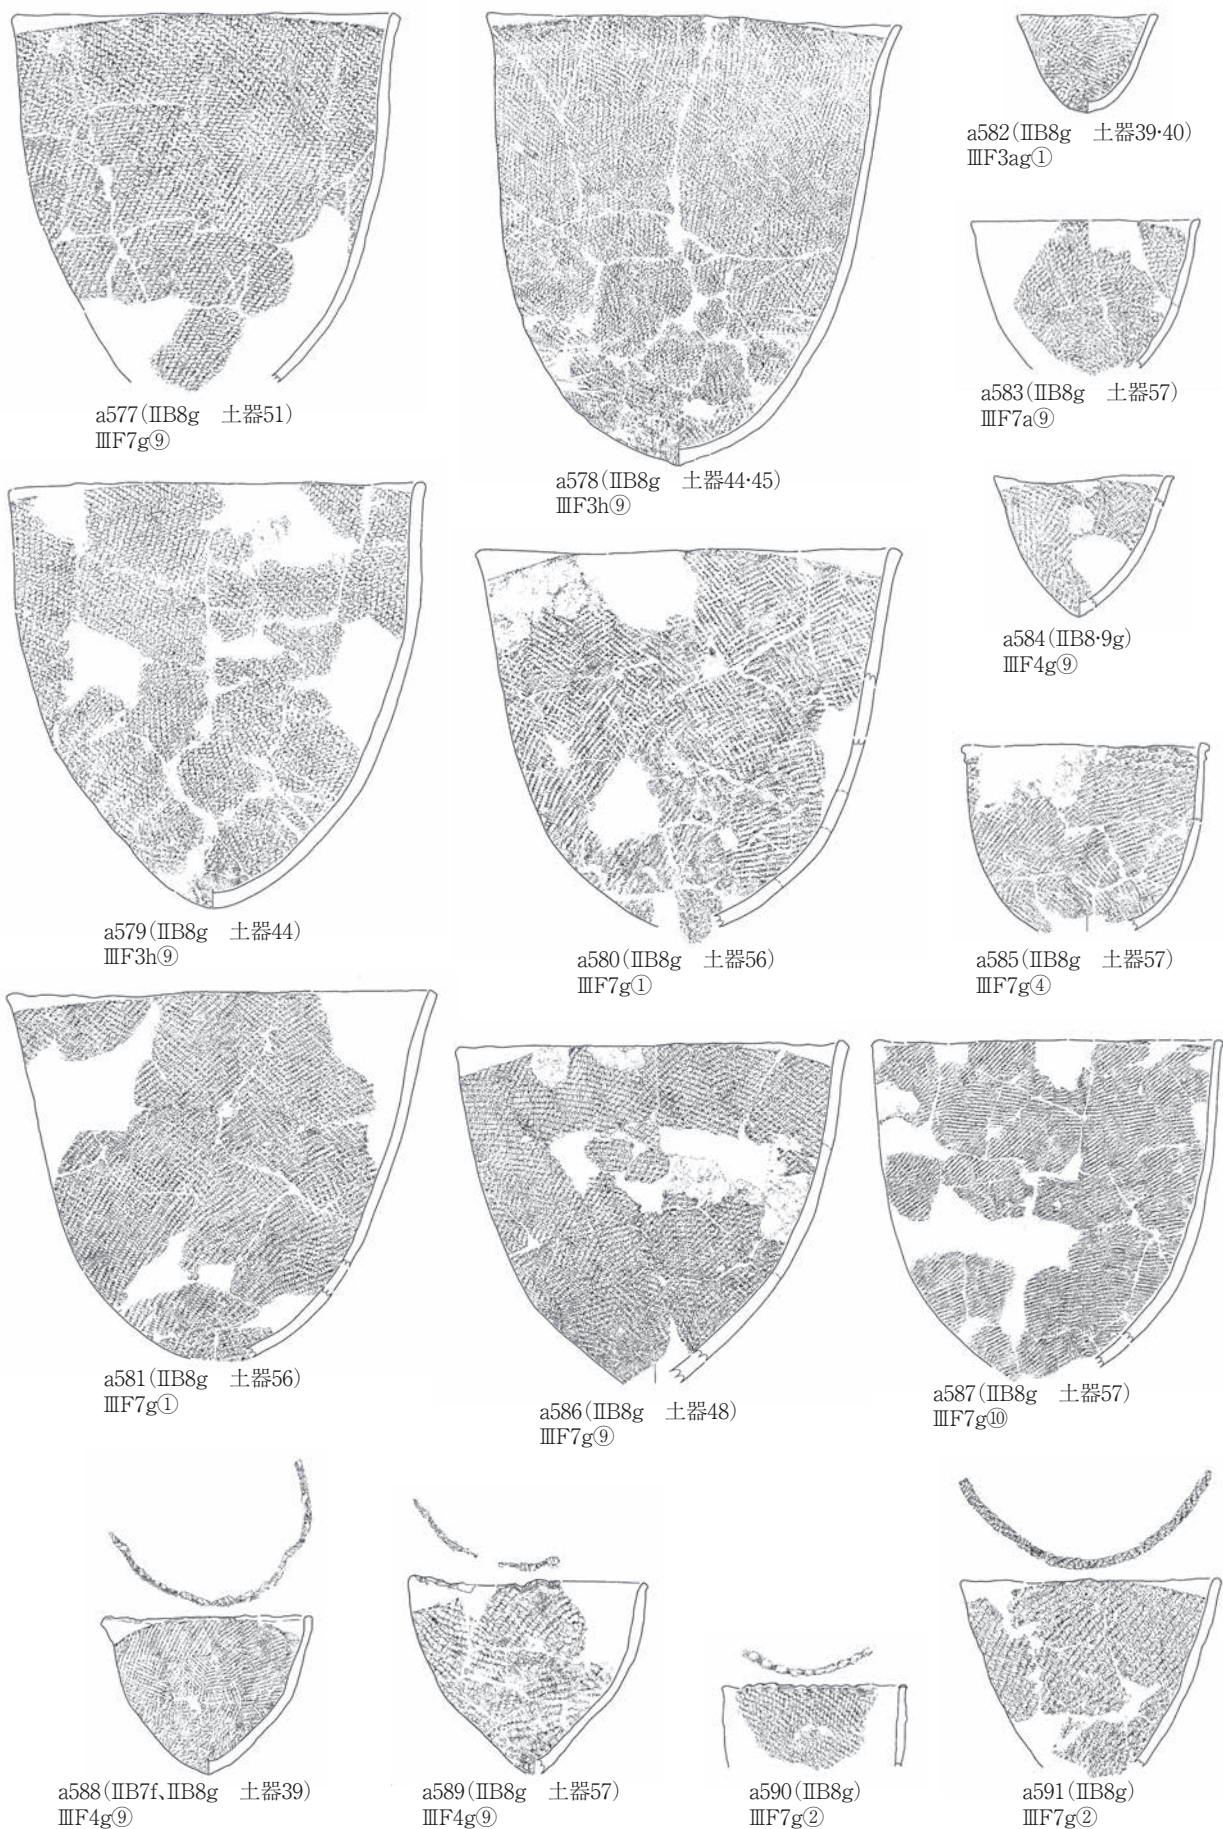 a577(ⅡB8g　土器51)
ⅢF7g⑨
a578(ⅡB8g　土器44・45)
ⅢF3h⑨
a582(ⅡB8g　土器39・40)
ⅢF3ag①
a583(ⅡB8g　土器57)
ⅢF7a⑨
a579(ⅡB8g　土器44)
ⅢF3h⑨
a580(ⅡB8g　土器56)
ⅢF7g①
a584(ⅡB8・9g)
ⅢF4g⑨
a585(ⅡB8g　土器57)
ⅢF7g④
a581(ⅡB8g　土器56)
ⅢF7g①
a586(ⅡB8g　土器48)
ⅢF7g⑨
a587(ⅡB8g　土器57)
ⅢF7g⑩
a588(ⅡB7f、ⅡB8g　土器39)
ⅢF4g⑨
a589(ⅡB8g　土器57)
ⅢF4g⑨
a590(ⅡB8g)
ⅢF7g②
a591(ⅡB8g)
ⅢF7g②